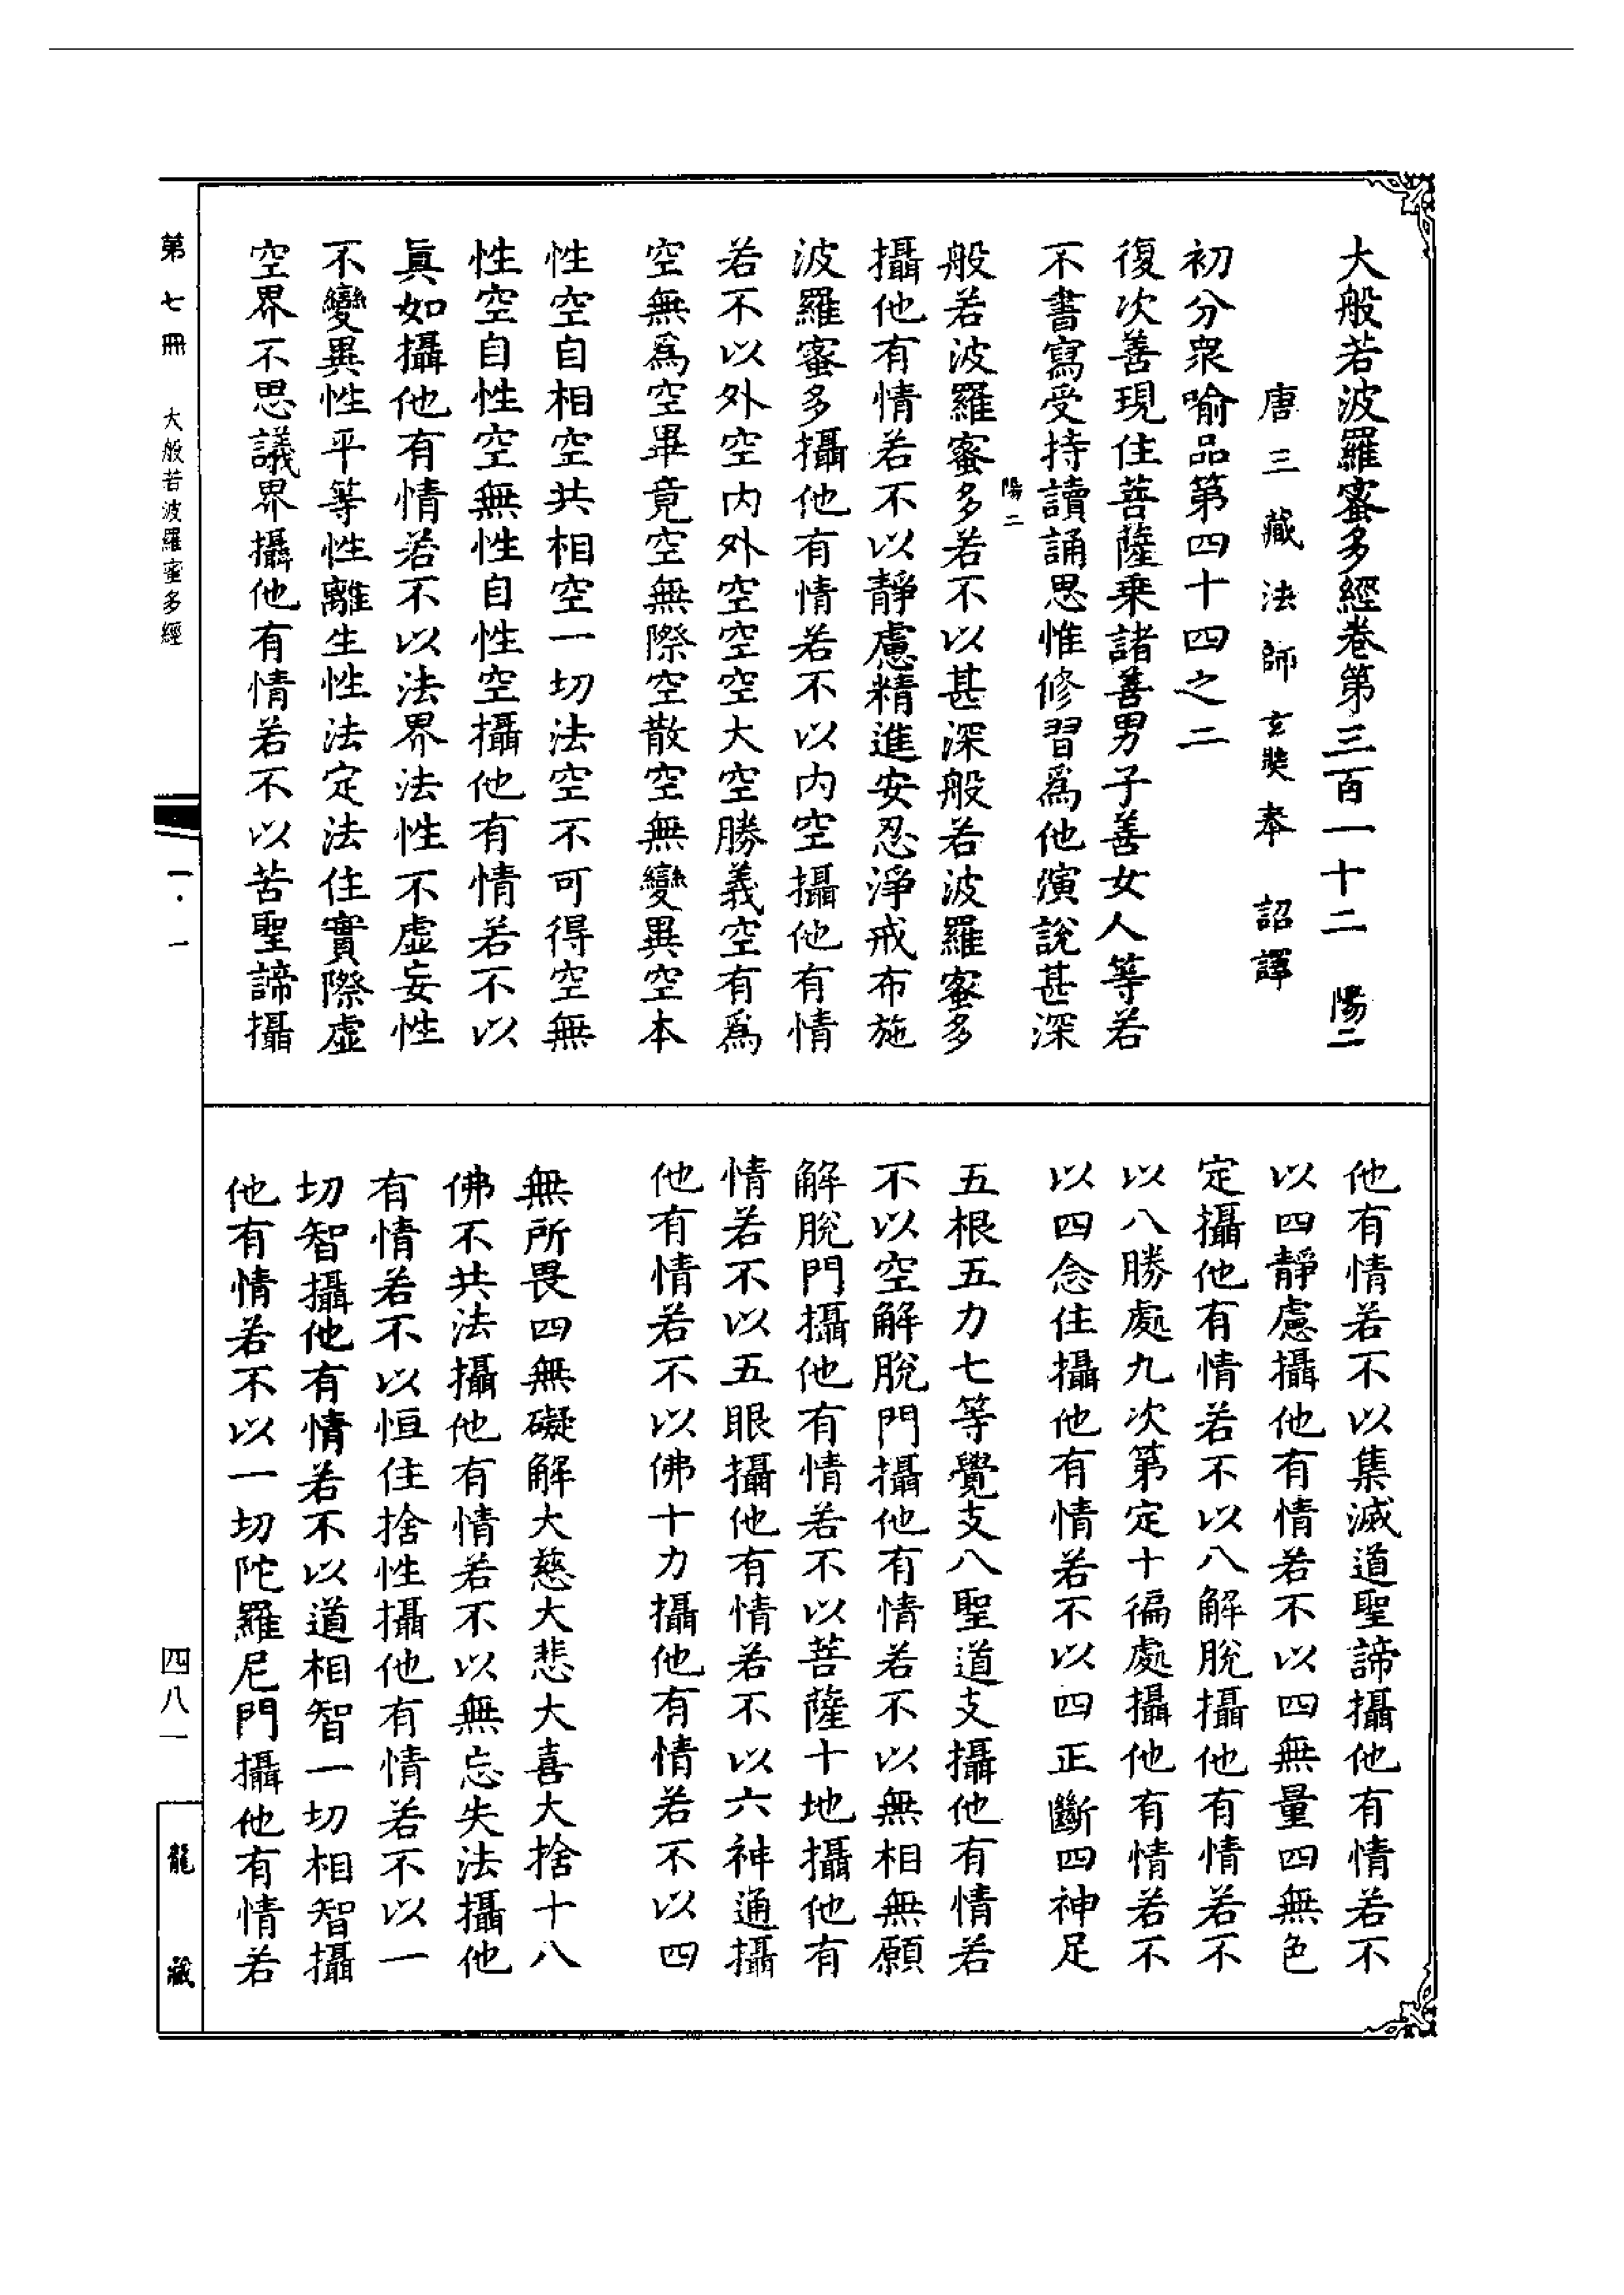 大般若波羅蜜多經卷第三百一十二　陽二
唐三藏法師玄奘奉　詔譯
初分衆喻品第四十四之二
復次善現住菩薩乘諸善男子善女人等若
不書寫受持讀誦思惟修習爲他演說甚深
陽二
般若波羅蜜多若不以甚深般若波羅蜜多
攝他有情若不以靜慮精進安忍淨戒布施
波羅蜜多攝他有情若不以内空攝他有情
若不以外空内外空空空大空勝義空有爲
空無爲空畢竟空無際空散空無變異空本
性空自相空共相空一切法空不可得空無
性空自性空無性自性空攝他有情若不以
眞如攝他有情若不以法界法性不虛妄性
不變異性平等性離生性法定法住實際虛
空界不思議界攝他有情若不以苦聖諦攝
他有情若不以集滅道聖諦攝他有情若不
以四靜慮攝他有情若不以四無量四無色
定攝他有情若不以八解脫攝他有情若不
以八勝處九次第定十徧處攝他有情若不
以四念住攝他有情若不以四正斷四神足
五根五力七等覺支八聖道支攝他有情若
不以空解脫門攝他有情若不以無相無願
解脫門攝他有情若不以菩薩十地攝他有
情若不以五眼攝他有情若不以六神通攝
他有情若不以佛十力攝他有情若不以四
無所畏四無礙解大慈大悲大喜大捨十八
佛不共法攝他有情若不以無忘失法攝他
有情若不以恒住捨性攝他有情若不以一
切智攝他有情若不以道相智一切相智攝
他有情若不以一切陀羅尼門攝他有情若
第七冊　大般若波羅蜜多經
一·一
四八一
龍藏